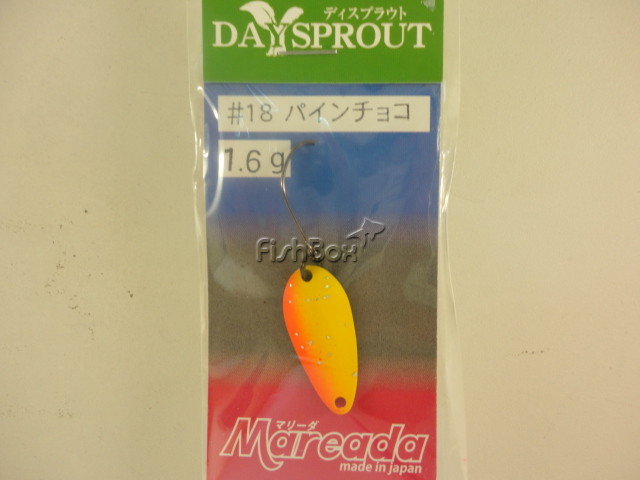 ディスプラウト
DAYSPROUT
#18 パインチョコ
1.6g
FishBox
マリーダ
Mareada
made in japan